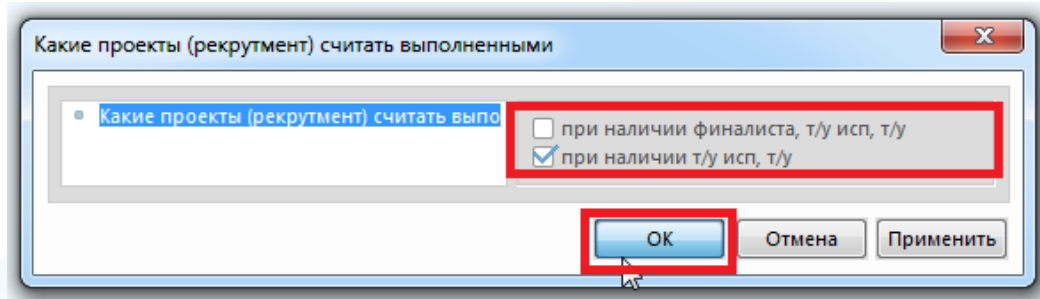 Какие проекты (рекрутмент) считать выполненными
Какие проекты (рекрутмент) считать выпо
при наличии финалиста, т/у исп, т/у
при наличии т/у исп, т/у
ОК
Отмена
Применить